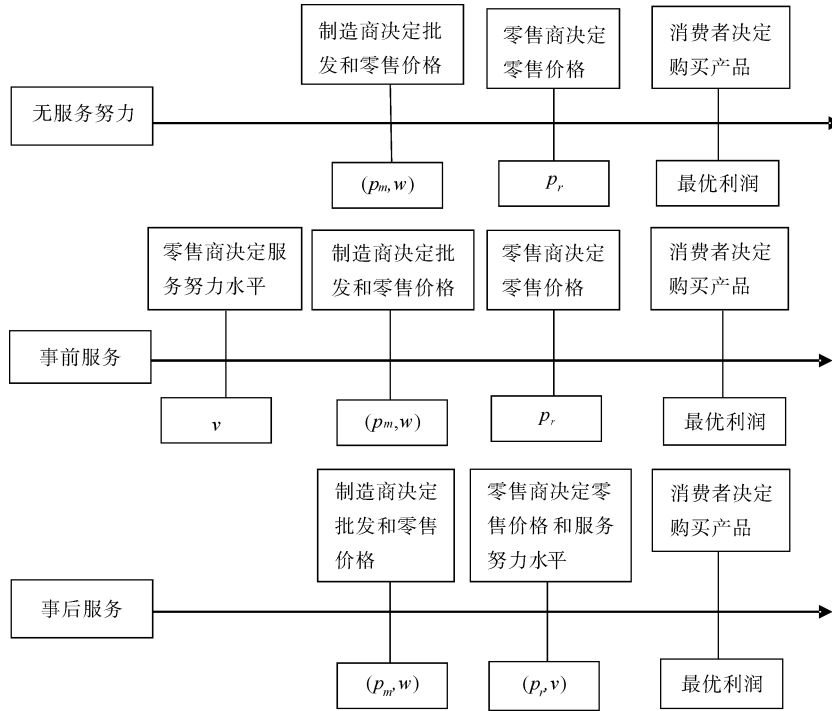 制造商决定批
发和零售价格
零售商决定
零售价格
消费者决定
购买产品
无服务努力
(pm,w)
pr
最优利润
零售商决定服
务努力水平
制造商决定批
发和零售价格
零售商决定
零售价格
消费者决定
购买产品
事前服务
v
(pm,w)
pr
最优利润
制造商决定
批发和零售
价格
零售商决定零
售价格和服务
努力水平
消费者决定
购买产品
事后服务
(pm,w)
(pr,v)
最优利润